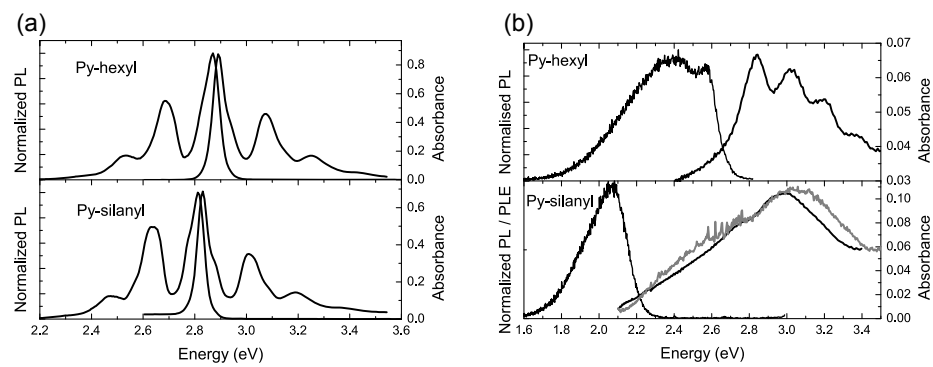 (a)
Py-hexyl
Normalized PL
0.8
0.6
0.4
0.2
0.0
Absorbance
Py-silanyl
Normalized PL
0.6
0.4
0.2
0.0
Absorbance
2.2 2.4 2.6 2.8 3.0 3.2 3.4 3.6
Energy (eV)
(b)
Py-hexyl
Normalised PL
0.07
0.06
0.05
0.04
0.03
Absorbance
Py-silanyl
Normalized PL / PLE
0.10
0.08
0.06
0.04
0.02
0.00
Absorbance
1.6 1.8 2.0 2.2 2.4 2.6 2.8 3.0 3.2 3.4
Energy (eV)